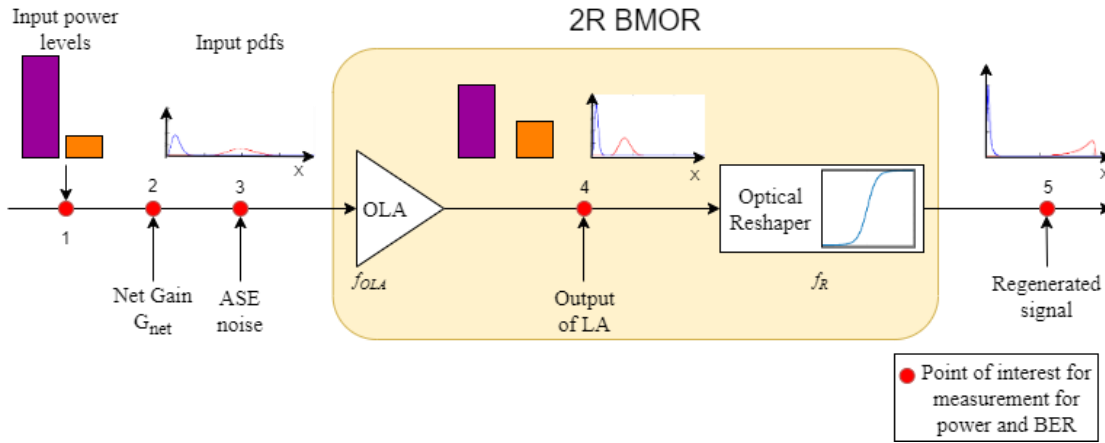 2R BMOR
Input power
levels
Input pdfs
x
x
x
1
2
3
4
5
OLA
f_OLA
Optical
Reshaper
f_R
Net Gain
G_net
ASE
noise
Output
of LA
Regenerated
signal
Point of interest for
measurement for
power and BER